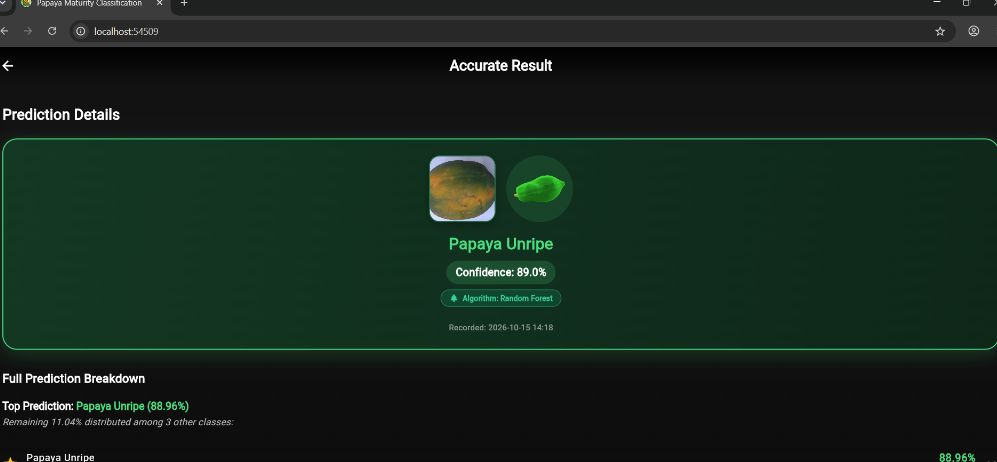 Papaya Maturity Classification
localhost:54509
Accurate Result
Prediction Details
Papaya Unripe
Confidence: 89.0%
Algorithm: Random Forest
Recorded: 2026-10-15 14:18
Full Prediction Breakdown
Top Prediction: Papaya Unripe (88.96%)
Remaining 11.04% distributed among 3 other classes:
Papaya Unripe 88.96%